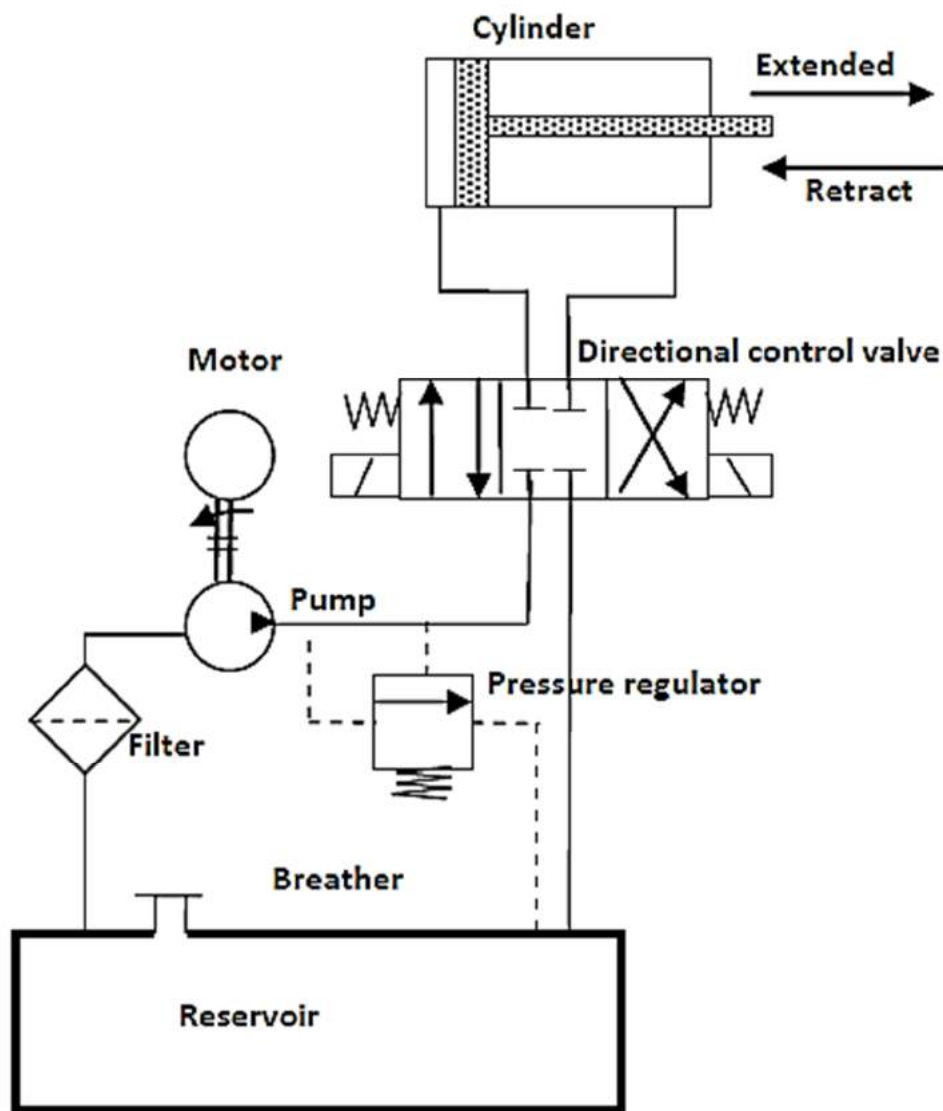 Cylinder
Extended
Retract
Directional control valve
Motor
Pump
Pressure regulator
Filter
Breather
Reservoir